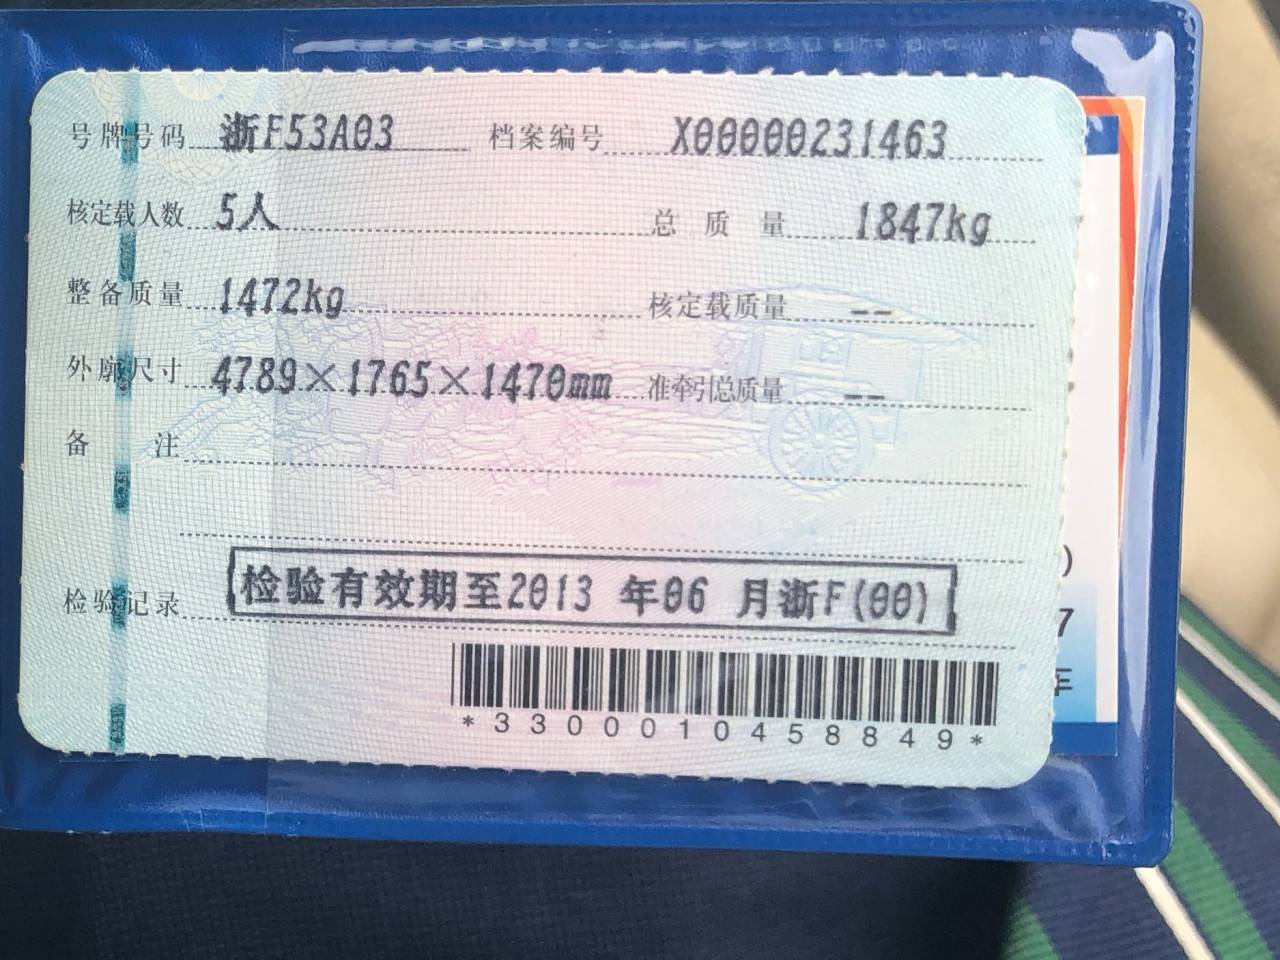 号牌号码 浙F53A03 档案编号 X00000231463
核定载人数 5人 总质量 1847kg
整备质量 1472kg 核定载质量 --
外廓尺寸 4789×1765×1470mm 准牵引总质量 --
备注
检验记录 检验有效期至2013 年06 月浙F(00)
*3300010458849*
)
7
车